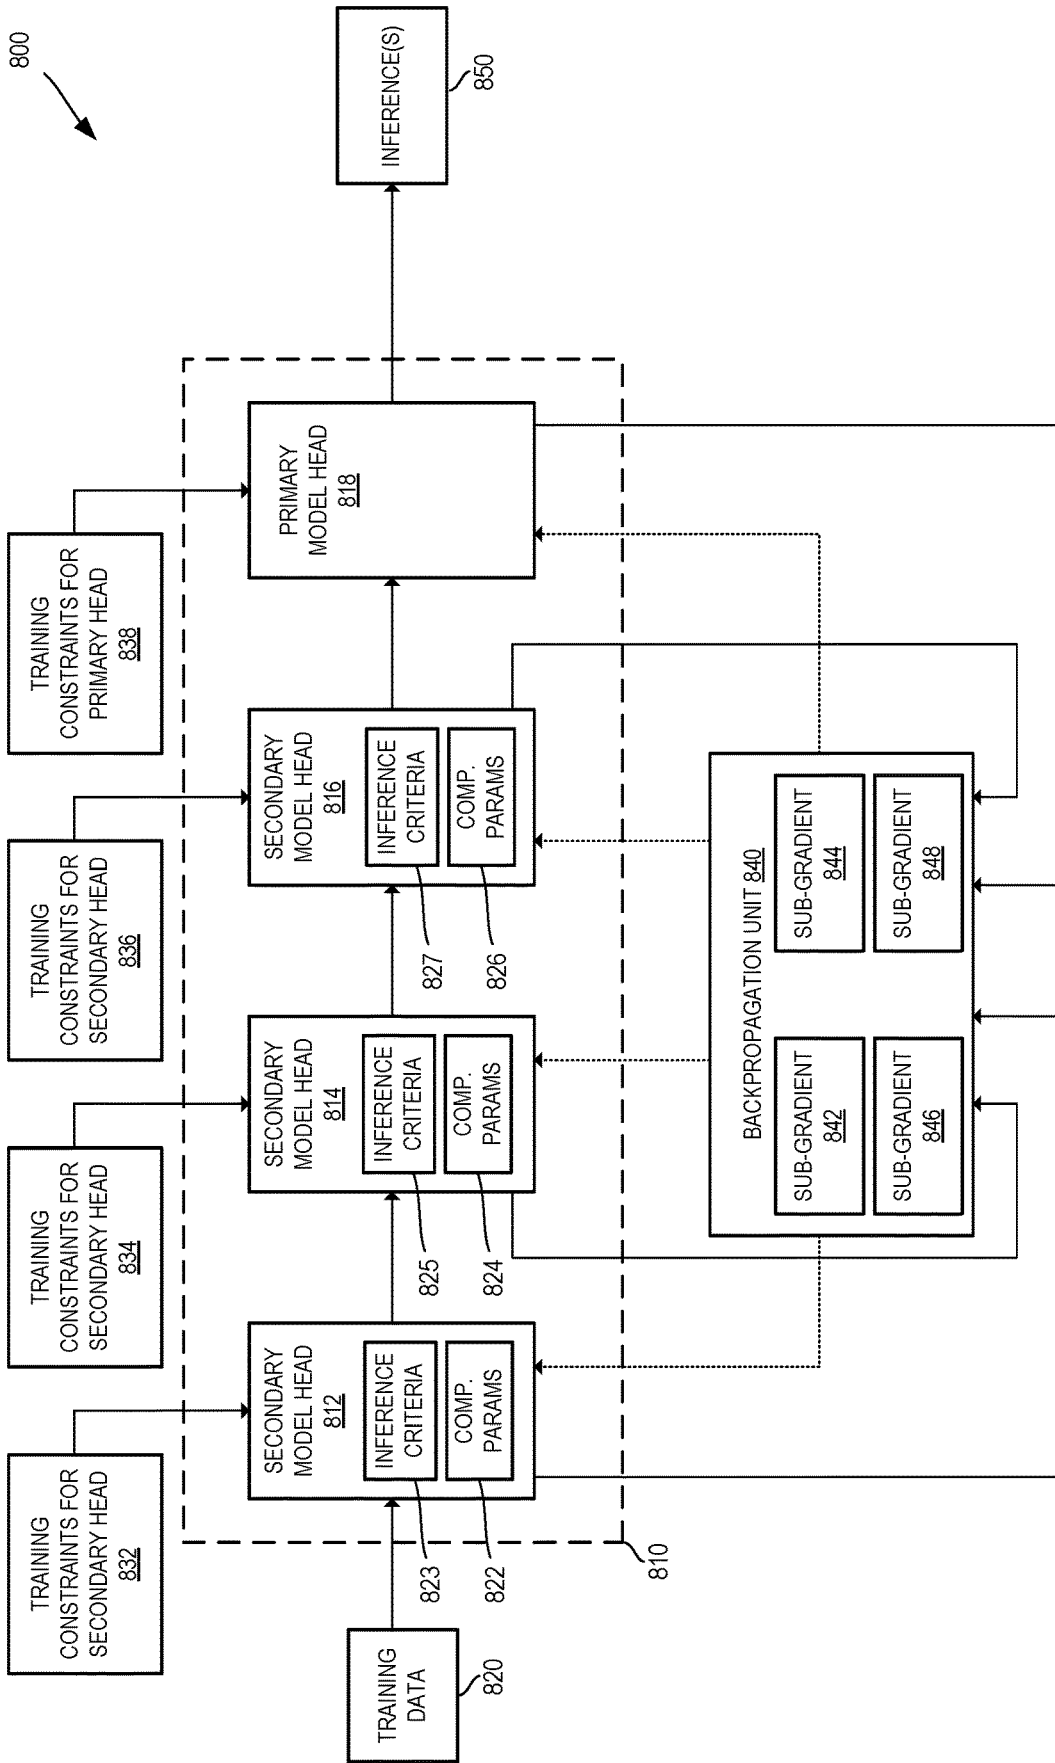 800
TRAINING
CONSTRAINTS FOR
SECONDARY HEAD
832
TRAINING
CONSTRAINTS FOR
SECONDARY HEAD
834
TRAINING
CONSTRAINTS FOR
SECONDARY HEAD
836
TRAINING
CONSTRAINTS FOR
PRIMARY HEAD
838
TRAINING
DATA
820
SECONDARY
MODEL HEAD
812
INFERENCE
CRITERIA
COMP.
PARAMS
823
822
SECONDARY
MODEL HEAD
814
INFERENCE
CRITERIA
COMP.
PARAMS
825
824
SECONDARY
MODEL HEAD
816
INFERENCE
CRITERIA
COMP.
PARAMS
827
826
PRIMARY
MODEL HEAD
818
INFERENCE(S)
850
810
BACKPROPAGATION UNIT 840
SUB-GRADIENT
842
SUB-GRADIENT
844
SUB-GRADIENT
846
SUB-GRADIENT
848